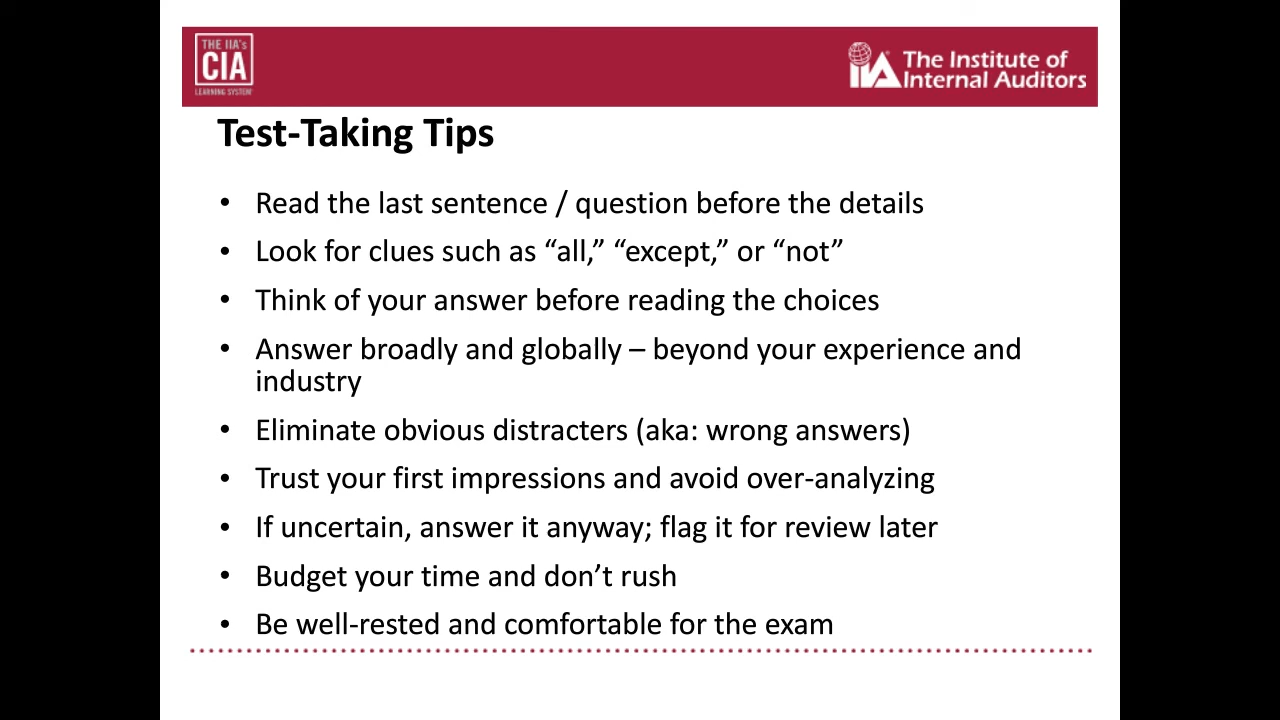 THE IIA's
CIA
LEARNING SYSTEM
IIA
The Institute of
Internal Auditors
Test-Taking Tips
• Read the last sentence / question before the details
• Look for clues such as “all,” “except,” or “not”
• Think of your answer before reading the choices
• Answer broadly and globally – beyond your experience and
industry
• Eliminate obvious distracters (aka: wrong answers)
• Trust your first impressions and avoid over-analyzing
• If uncertain, answer it anyway; flag it for review later
• Budget your time and don’t rush
• Be well-rested and comfortable for the exam